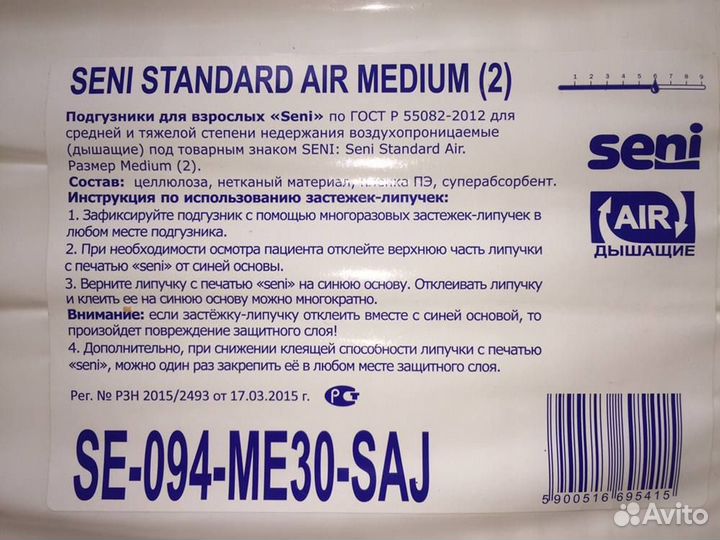 SENI STANDARD AIR MEDIUM (2)
1 2 3 4 5 6 7 8 9
Подгузники для взрослых «Seni» по ГОСТ Р 55082-2012 для
средней и тяжелой степени недержания воздухопроницаемые
(дышащие) под товарным знаком SENI: Seni Standard Air.
Размер Medium (2).
seni
Состав: целлюлоза, нетканый материал, пленка ПЭ, суперабсорбент.
Инструкция по использованию застежек-липучек:
1. Зафиксируйте подгузник с помощью многоразовых застежек-липучек в
любом месте подгузника.
AIR
ДЫШАЩИЕ
2. При необходимости осмотра пациента отклейте верхнюю часть липучки
с печатью «seni» от синей основы.
3. Верните липучку с печатью «seni» на синюю основу. Отклеивать липучку
и клеить ее на синюю основу можно многократно.
Внимание: если застёжку-липучку отклеить вместе с синей основой, то
произойдет повреждение защитного слоя!
4. Дополнительно, при снижении клеящей способности липучки с печатью
«seni», можно один раз закрепить её в любом месте защитного слоя.
Рег. № РЗН 2015/2493 от 17.03.2015 г. РСТ
SE-094-ME30-SAJ
5 900516 695415
Avito